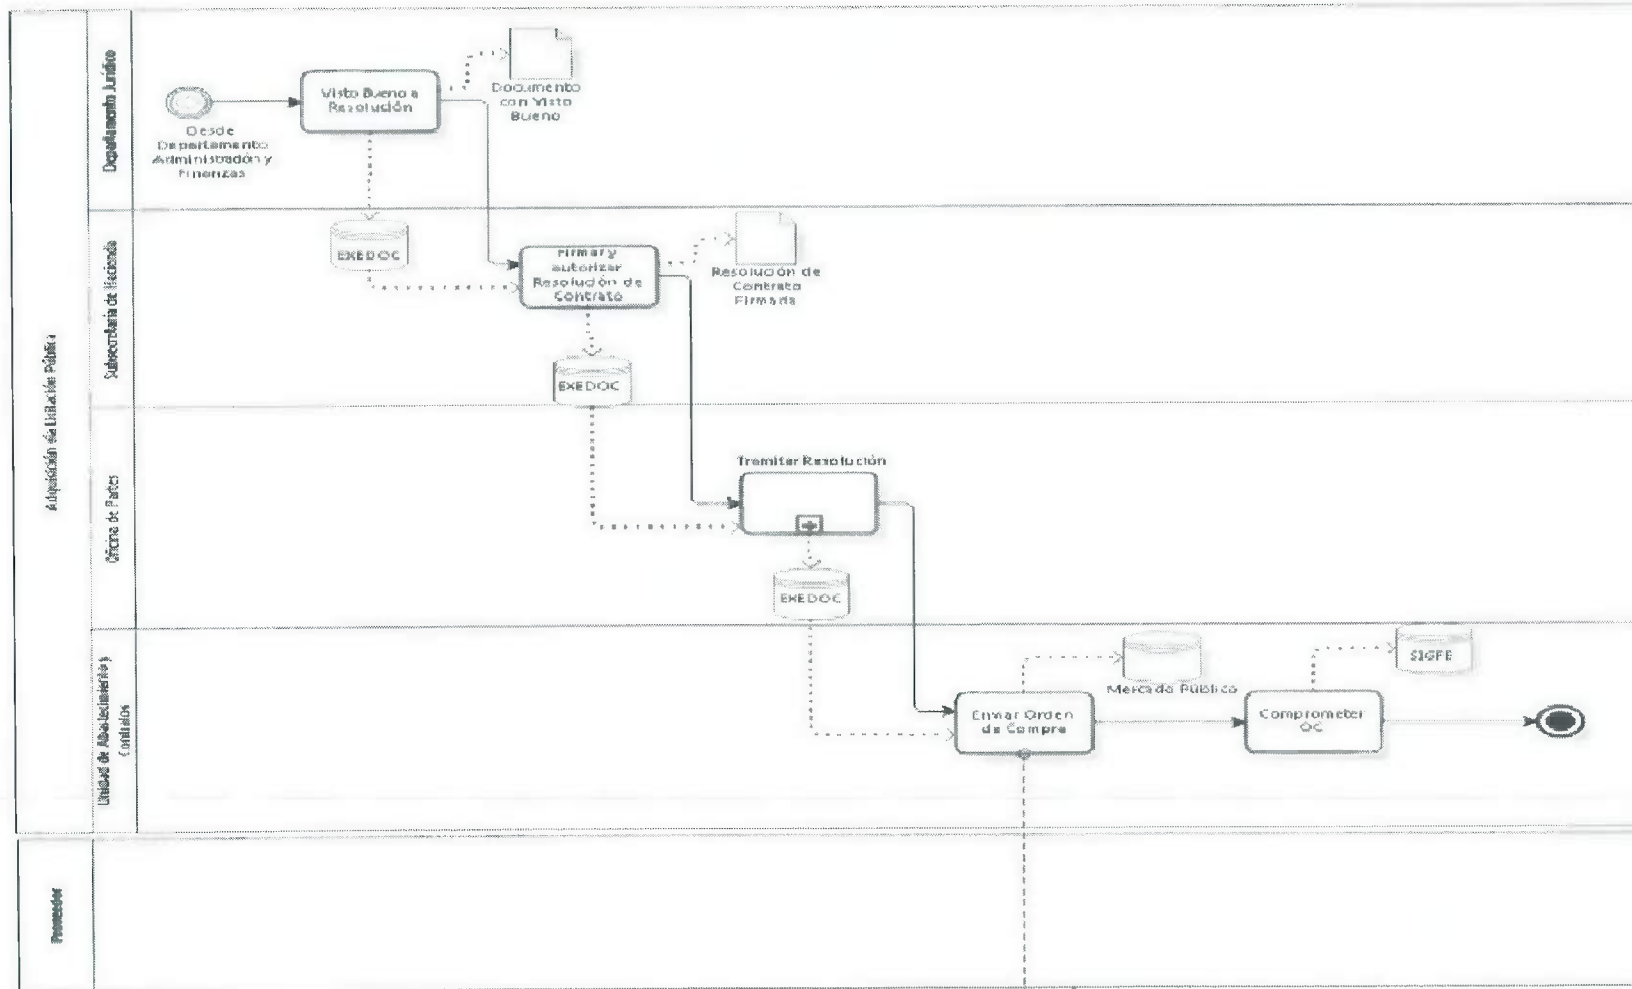 Adquisición de Licitación Pública
Departamento Jurídico
Visto Bueno a
Resolución
Documento
con Visto
Bueno
Desde
Departamento
Administración y
Finanzas
EXEDOC
Subsecretaría de Hacienda
Firmar y
autorizar
Resolución de
Contrato
Resolución de
Contrato
Firmada
EXEDOC
Oficina de Partes
Tramitar Resolución
EXEDOC
Unidad de Abastecimiento y
Contratos
Enviar Orden
de Compra
Mercado Público
Comprometer
OC
SIGFE
Proveedor